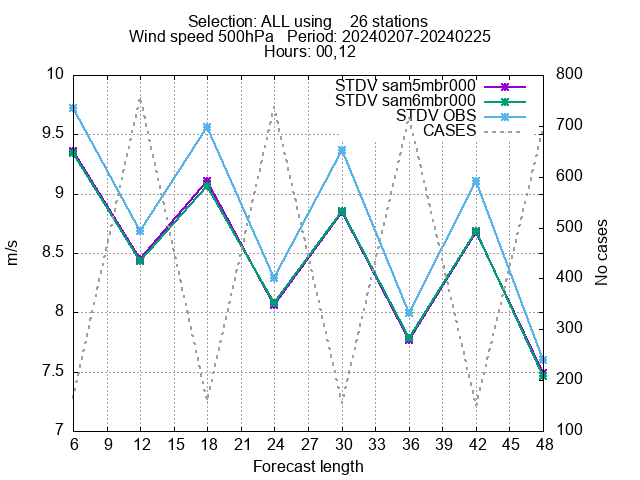 Selection: ALL using 26 stations
Wind speed 500hPa Period: 20240207-20240225
Hours: 00,12
STDV sam5mbr000
STDV sam6mbr000
STDV OBS
CASES
10
9.5
9
8.5
8
7.5
7
m/s
800
700
600
500
400
300
200
100
No cases
6 9 12 15 18 21 24 27 30 33 36 39 42 45 48
Forecast length